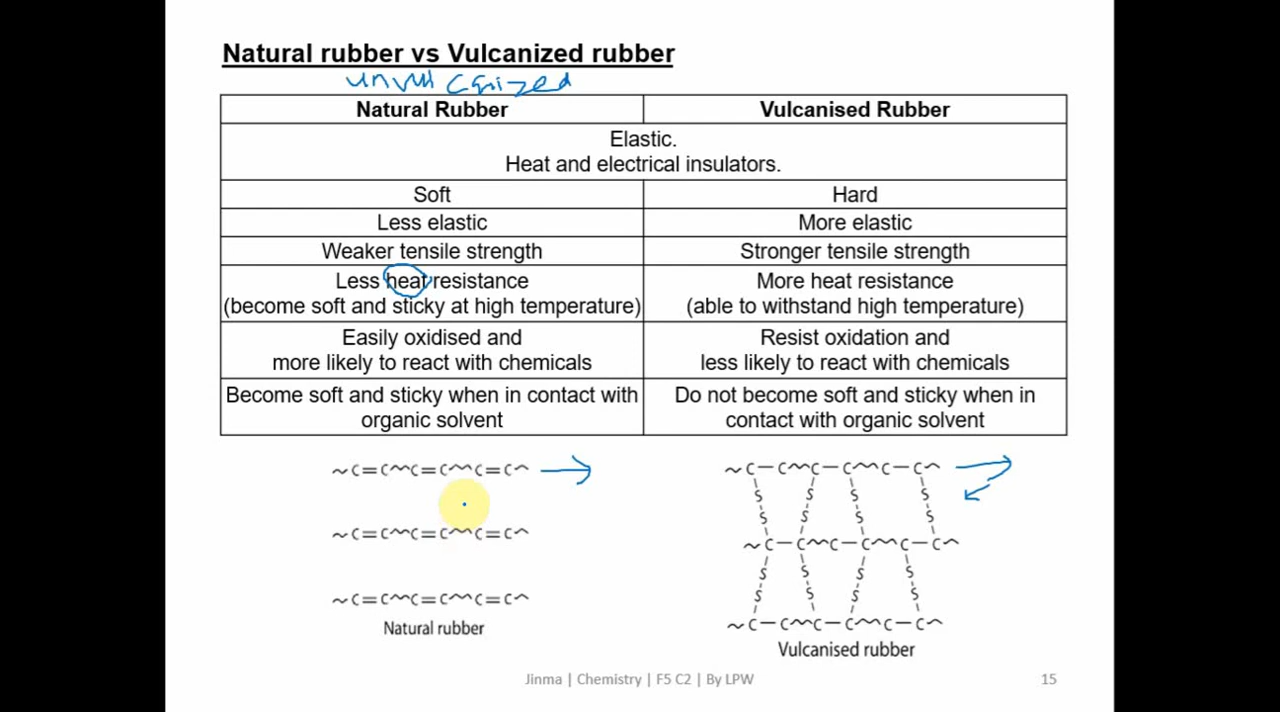 Natural rubber vs Vulcanized rubber
unvulcanized
Natural Rubber
Vulcanised Rubber
Elastic.
Heat and electrical insulators.
Soft
Hard
Less elastic
More elastic
Weaker tensile strength
Stronger tensile strength
Less heat resistance
(become soft and sticky at high temperature)
More heat resistance
(able to withstand high temperature)
Easily oxidised and
more likely to react with chemicals
Resist oxidation and
less likely to react with chemicals
Become soft and sticky when in contact with
organic solvent
Do not become soft and sticky when in
contact with organic solvent
~C=C~C=C~C=C~
~C=C~C=C~C=C~
~C=C~C=C~C=C~
Natural rubber
~C–C~C–C~C–C~
S S S S
S S S S
~C–C~C–C~C–C~
S S S S
S S S S
~C–C~C–C~C–C~
Vulcanised rubber
Jinma | Chemistry | F5 C2 | By LPW
15